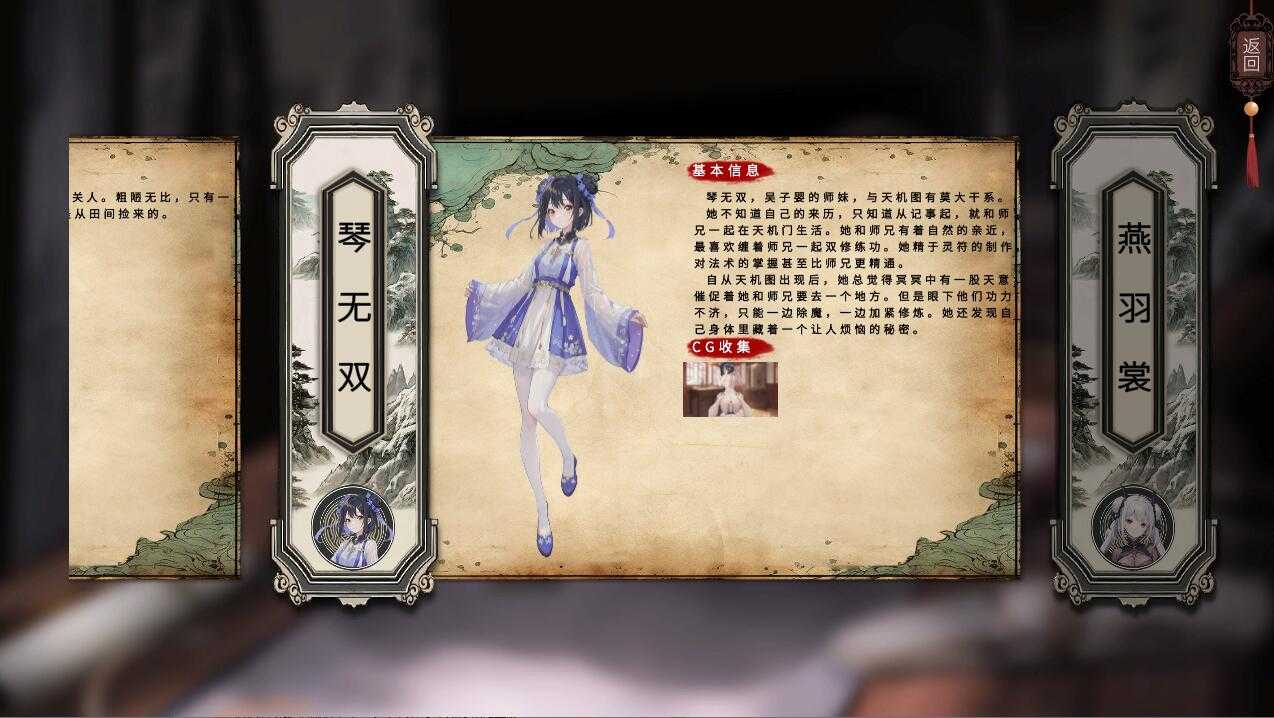 返回
关人。粗陋无比，只有一
从田间捡来的。
琴无双
基本信息
琴无双，吴子婴的师妹，与天机图有莫大干系。
她不知道自己的来历，只知道从记事起，就和师
兄一起在天机门生活。她和师兄有着自然的亲近，
最喜欢缠着师兄一起双修练功。她精于灵符的制作
对法术的掌握甚至比师兄更精通。
自从天机图出现后，她总觉得冥冥中有一股天意
催促着她和师兄要去一个地方。但是眼下他们功力
不济，只能一边除魔，一边加紧修炼。她还发现自
己身体里藏着一个让人烦恼的秘密。
CG收集
燕羽裳